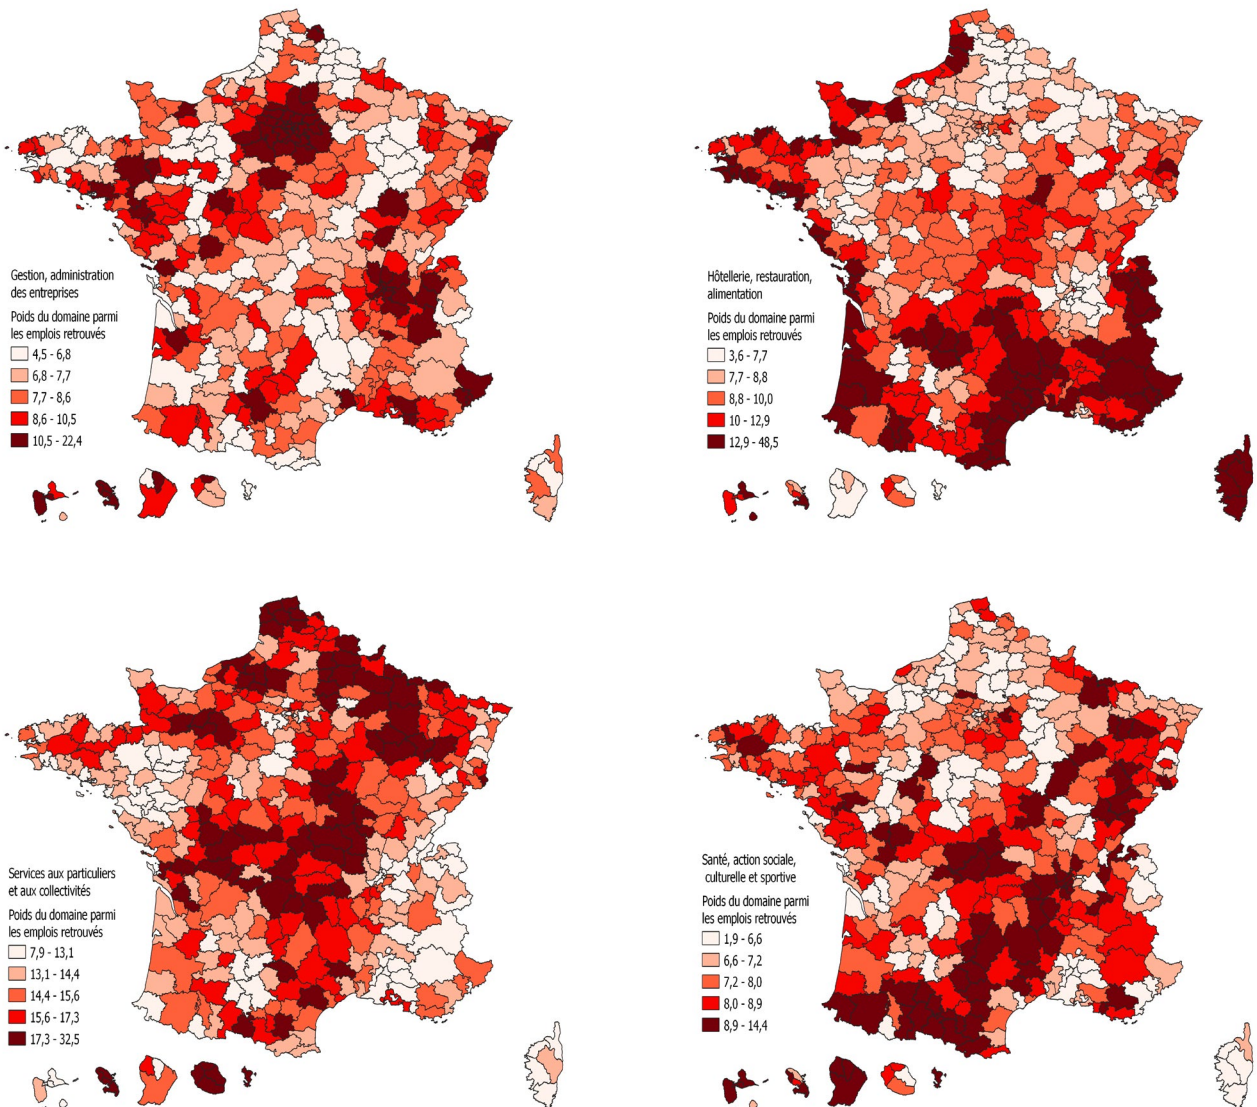 Gestion, administration
des entreprises
Poids du domaine parmi
les emplois retrouvés
4,5 - 6,8
6,8 - 7,7
7,7 - 8,6
8,6 - 10,5
10,5 - 22,4
Hôtellerie, restauration,
alimentation
Poids du domaine parmi
les emplois retrouvés
3,6 - 7,7
7,7 - 8,8
8,8 - 10,0
10 - 12,9
12,9 - 48,5
Services aux particuliers
et aux collectivités
Poids du domaine parmi
les emplois retrouvés
7,9 - 13,1
13,1 - 14,4
14,4 - 15,6
15,6 - 17,3
17,3 - 32,5
Santé, action sociale,
culturelle et sportive
Poids du domaine parmi
les emplois retrouvés
1,9 - 6,6
6,6 - 7,2
7,2 - 8,0
8,0 - 8,9
8,9 - 14,4